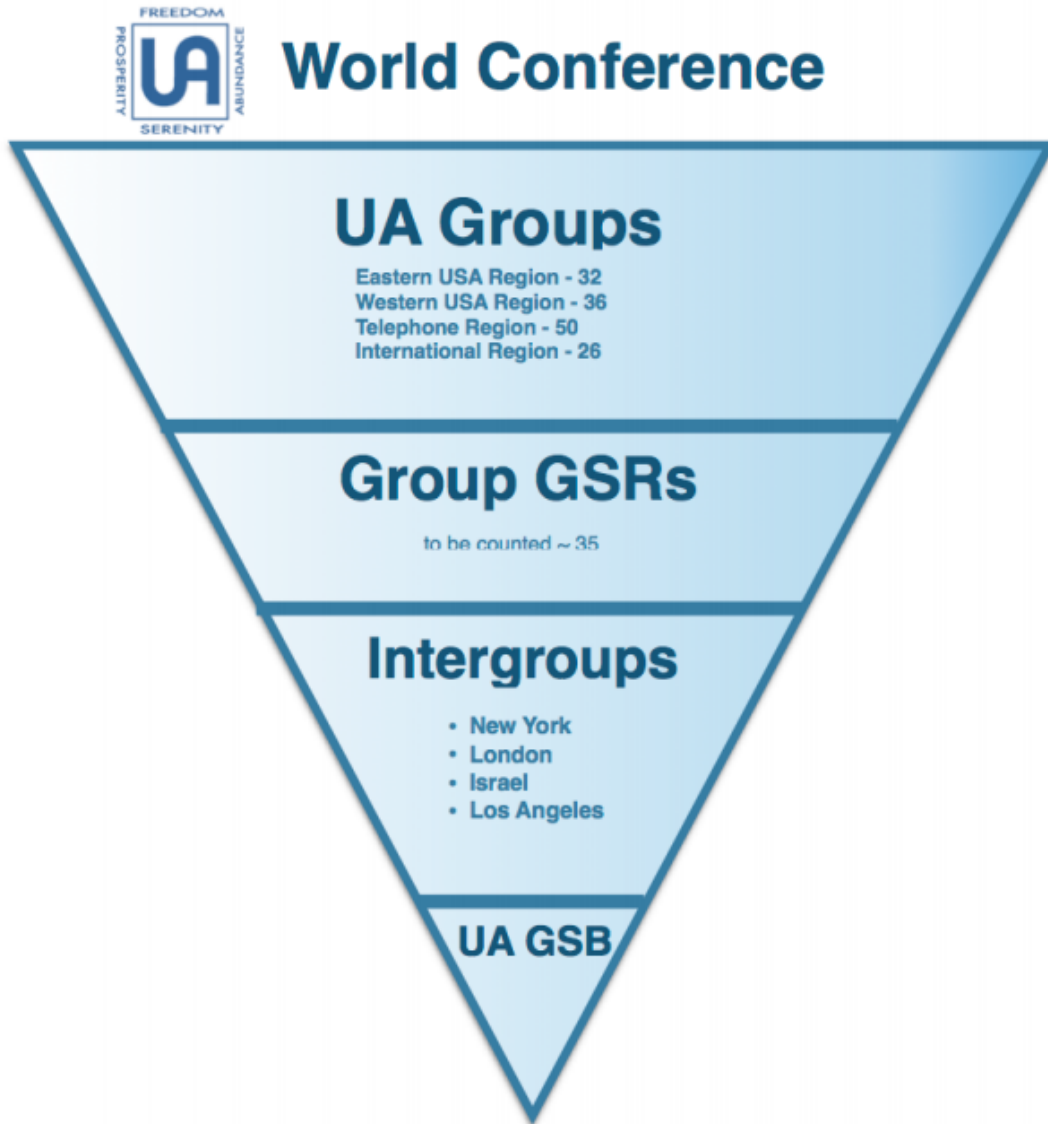 FREEDOM
PROSPERITY
UA
ABUNDANCE
SERENITY
World Conference
UA Groups
Eastern USA Region - 32
Western USA Region - 36
Telephone Region - 50
International Region - 26
Group GSRs
to be counted ~ 35
Intergroups
• New York
• London
• Israel
• Los Angeles
UA GSB